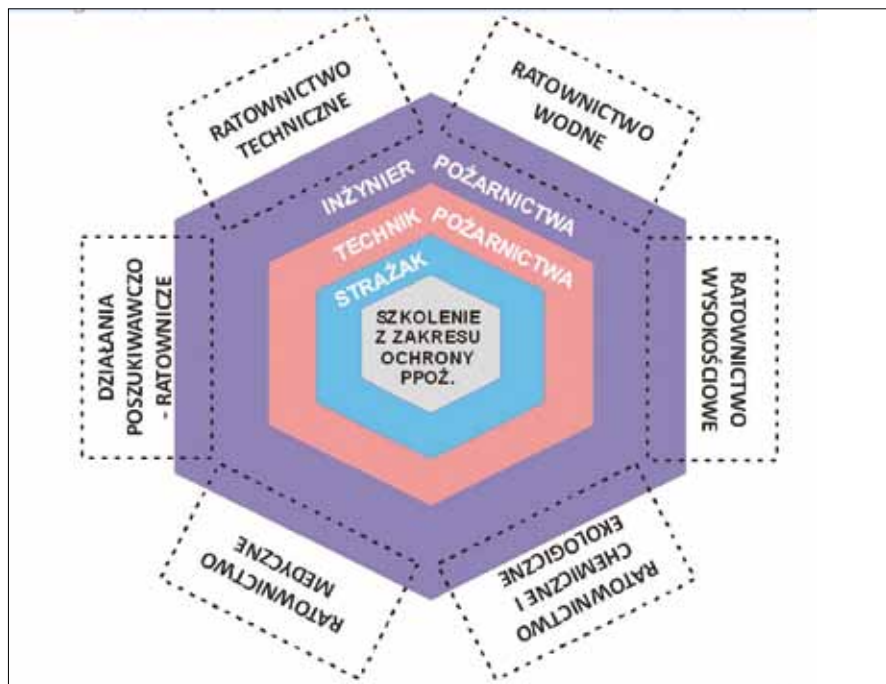 RATOWNICTWO
TECHNICZNE
RATOWNICTWO
WODNE
INŻYNIER POŻARNICTWA
TECHNIK POŻARNICTWA
STRAŻAK
SZKOLENIE
Z ZAKRESU
OCHRONY
PPOŻ.
DZIAŁANIA
POSZUKIWAWCZO
- RATOWNICZE
RATOWNICTWO
WYSOKOŚCIOWE
RATOWNICTWO
MEDYCZNE
RATOWNICTWO
CHEMICZNE I
EKOLOGICZNE